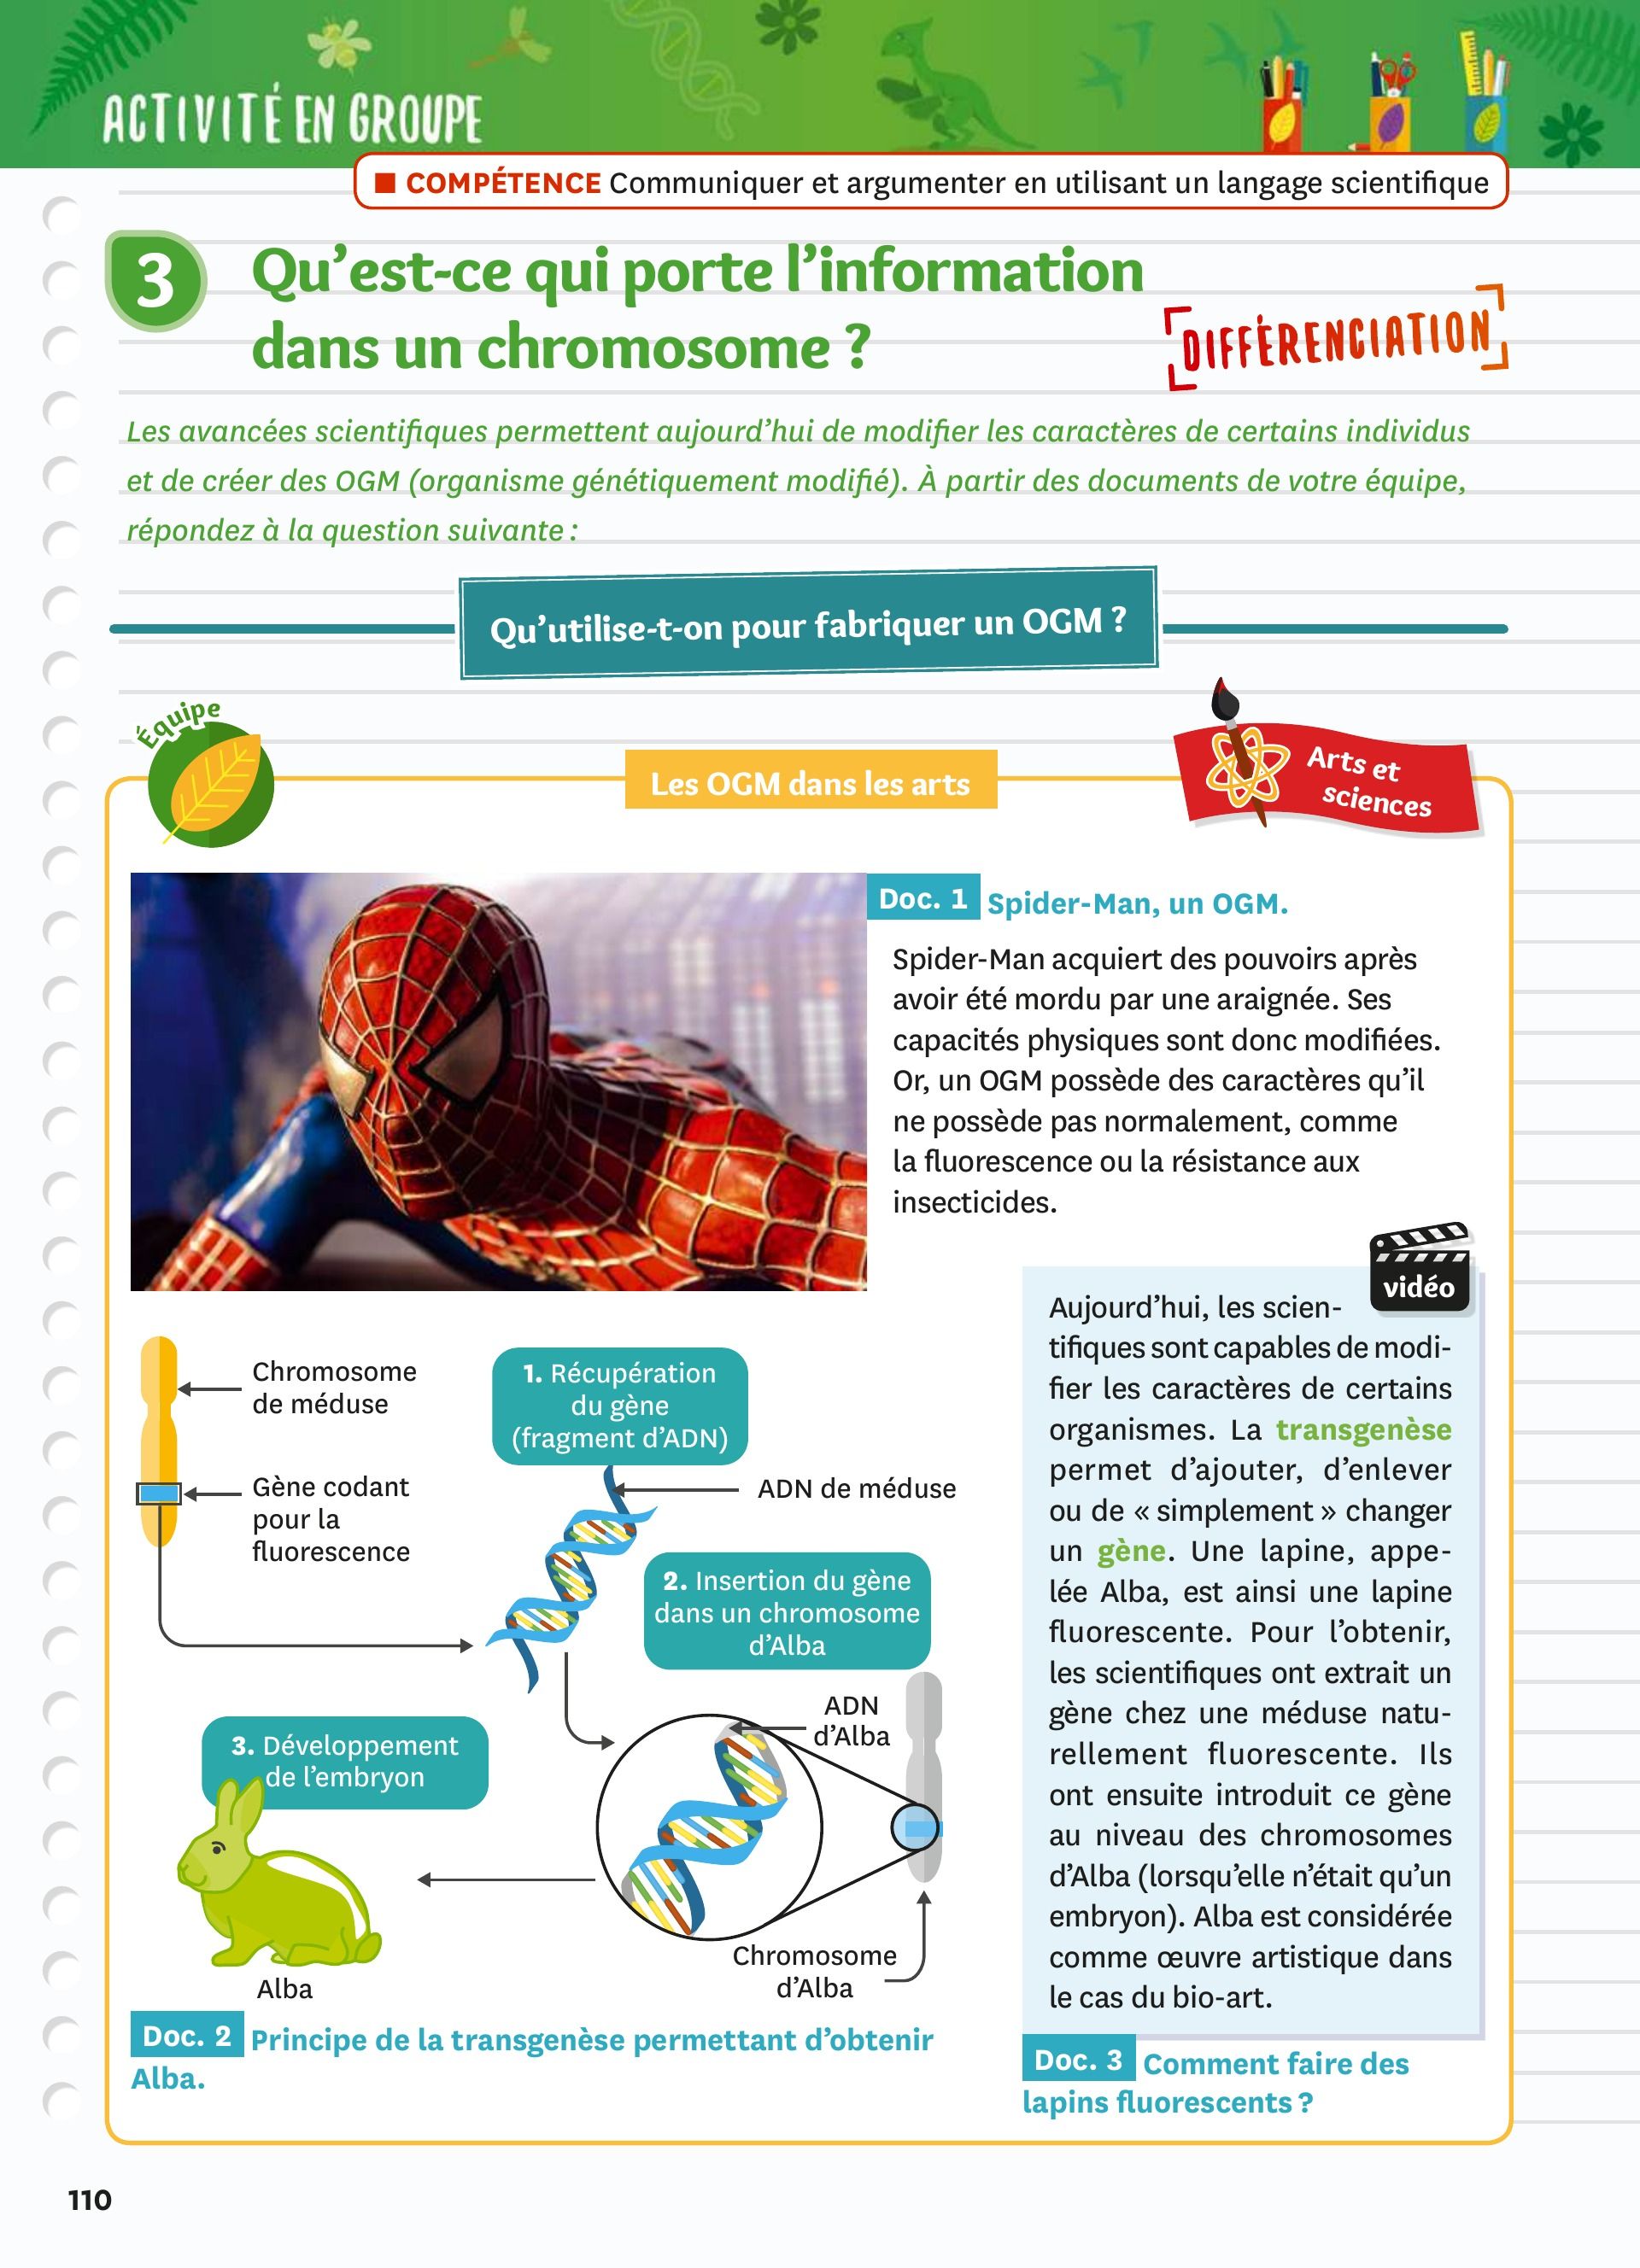 ACTIVITÉ EN GROUPE
■ COMPÉTENCE Communiquer et argumenter en utilisant un langage scientifique
3
Qu'est-ce qui porte l'information
dans un chromosome ?
DIFFÉRENCIATION
Les avancées scientifiques permettent aujourd'hui de modifier les caractères de certains individus
et de créer des OGM (organisme génétiquement modifié). À partir des documents de votre équipe,
répondez à la question suivante :
Qu'utilise-t-on pour fabriquer un OGM ?
Équipe
Les OGM dans les arts
Arts et
sciences
Doc. 1 Spider-Man, un OGM.
Spider-Man acquiert des pouvoirs après
avoir été mordu par une araignée. Ses
capacités physiques sont donc modifiées.
Or, un OGM possède des caractères qu'il
ne possède pas normalement, comme
la fluorescence ou la résistance aux
insecticides.
Chromosome
de méduse
Gène codant
pour la
fluorescence
1. Récupération
du gène
(fragment d'ADN)
ADN de méduse
2. Insertion du gène
dans un chromosome
d'Alba
ADN
d'Alba
3. Développement
de l'embryon
Chromosome
d'Alba
Alba
Doc. 2 Principe de la transgenèse permettant d'obtenir
Alba.
vidéo
Aujourd'hui, les scien-
tifiques sont capables de modi-
fier les caractères de certains
organismes. La transgenèse
permet d'ajouter, d'enlever
ou de « simplement » changer
un gène. Une lapine, appe-
lée Alba, est ainsi une lapine
fluorescente. Pour l'obtenir,
les scientifiques ont extrait un
gène chez une méduse natu-
rellement fluorescente. Ils
ont ensuite introduit ce gène
au niveau des chromosomes
d'Alba (lorsqu'elle n'était qu'un
embryon). Alba est considérée
comme œuvre artistique dans
le cas du bio-art.
Doc. 3 Comment faire des
lapins fluorescents ?
110